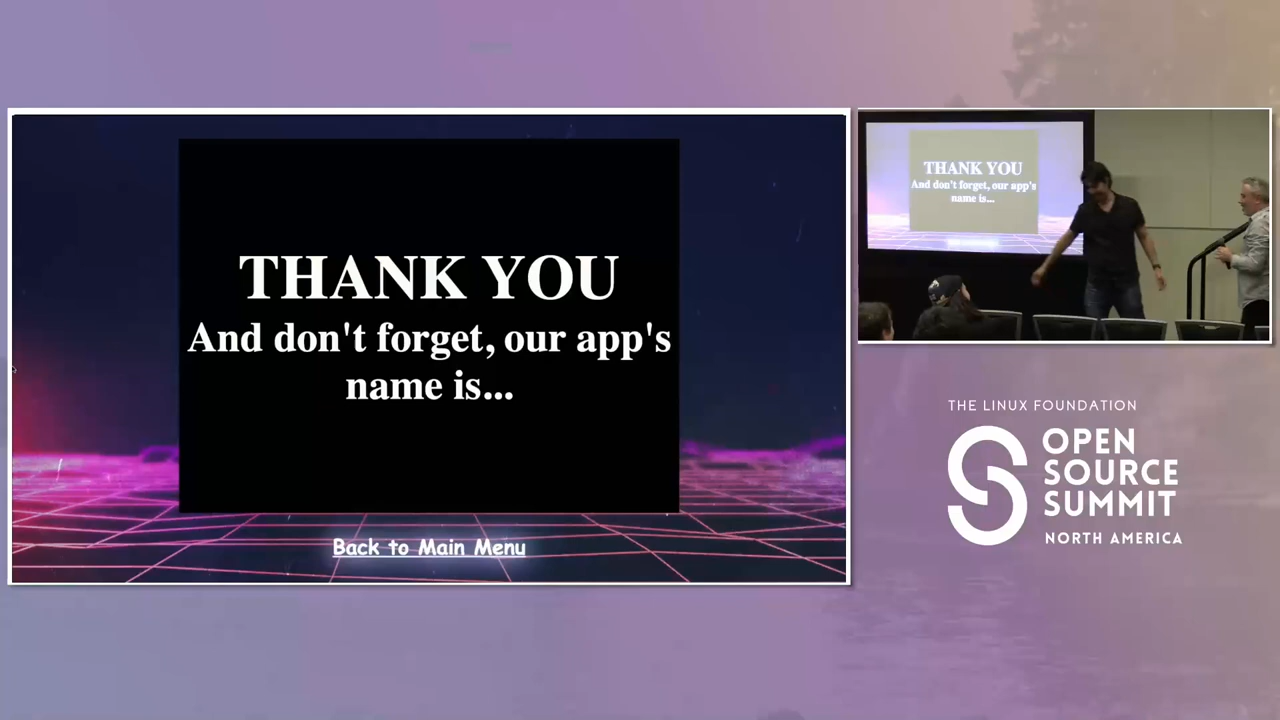 THANK YOU
And don't forget, our app's
name is...
Back to Main Menu
THANK YOU
And don't forget, our app's
name is...
THE LINUX FOUNDATION
OPEN
SOURCE
SUMMIT
NORTH AMERICA